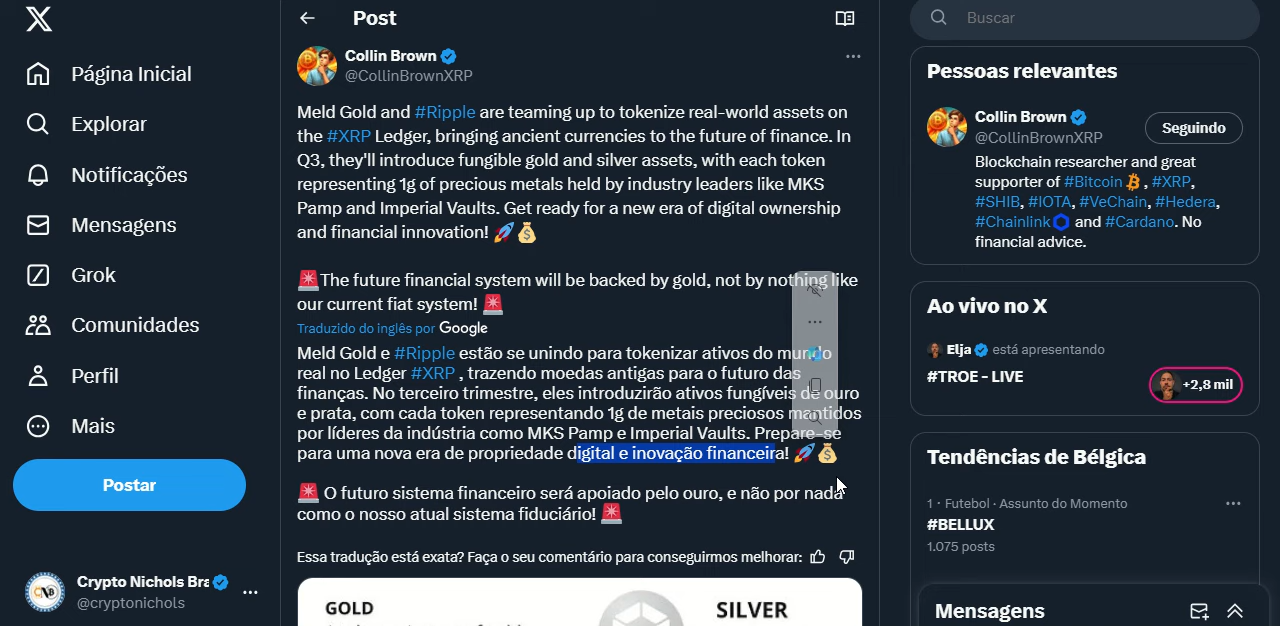 Página Inicial
Explorar
Notificações
Mensagens
Grok
Comunidades
Perfil
Mais
Postar
Crypto Nichols Bra
@cryptonichols
Post
Collin Brown
@CollinBrownXRP
Meld Gold and #Ripple are teaming up to tokenize real-world assets on
the #XRP Ledger, bringing ancient currencies to the future of finance. In
Q3, they'll introduce fungible gold and silver assets, with each token
representing 1g of precious metals held by industry leaders like MKS
Pamp and Imperial Vaults. Get ready for a new era of digital ownership
and financial innovation! 🚀💰
🚨The future financial system will be backed by gold, not by nothing like
our current fiat system! 🚨
Traduzido do inglês por Google
Meld Gold e #Ripple estão se unindo para tokenizar ativos do mundo
real no Ledger #XRP , trazendo moedas antigas para o futuro das
finanças. No terceiro trimestre, eles introduzirão ativos fungíveis de ouro
e prata, com cada token representando 1g de metais preciosos mantidos
por líderes da indústria como MKS Pamp e Imperial Vaults. Prepare-se
para uma nova era de propriedade digital e inovação financeira! 🚀💰
🚨 O futuro sistema financeiro será apoiado pelo ouro, e não por nada
como o nosso atual sistema fiduciário! 🚨
Essa tradução está exata? Faça o seu comentário para conseguirmos melhorar:
GOLD
SILVER
Buscar
Pessoas relevantes
Collin Brown
@CollinBrownXRP
Seguindo
Blockchain researcher and great
supporter of #Bitcoin , #XRP,
#SHIB, #IOTA, #VeChain, #Hedera,
#Chainlink and #Cardano. No
financial advice.
Ao vivo no X
Elja está apresentando
#TROE - LIVE
+2,8 mil
Tendências de Bélgica
1 · Futebol · Assunto do Momento
#BELLUX
1.075 posts
Mensagens